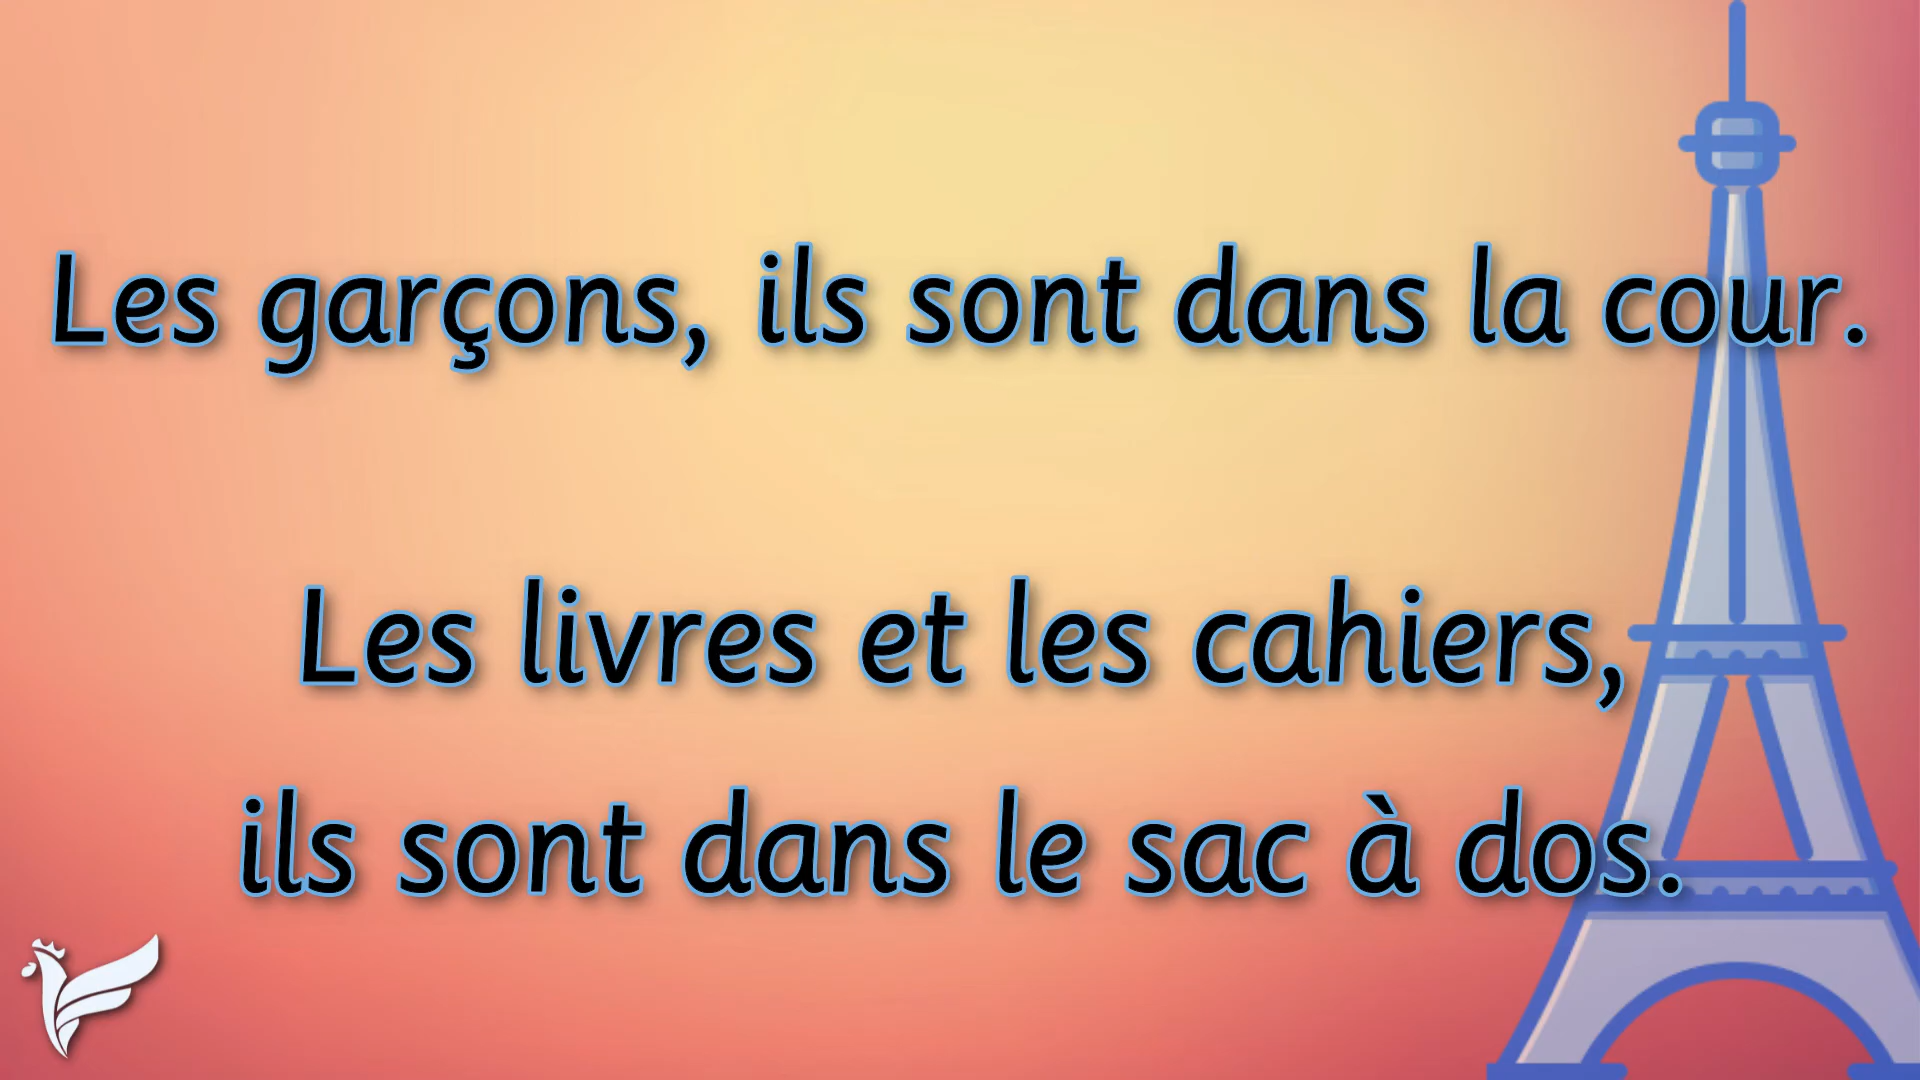 Les garçons, ils sont dans la cour.
Les livres et les cahiers,
ils sont dans le sac à dos.